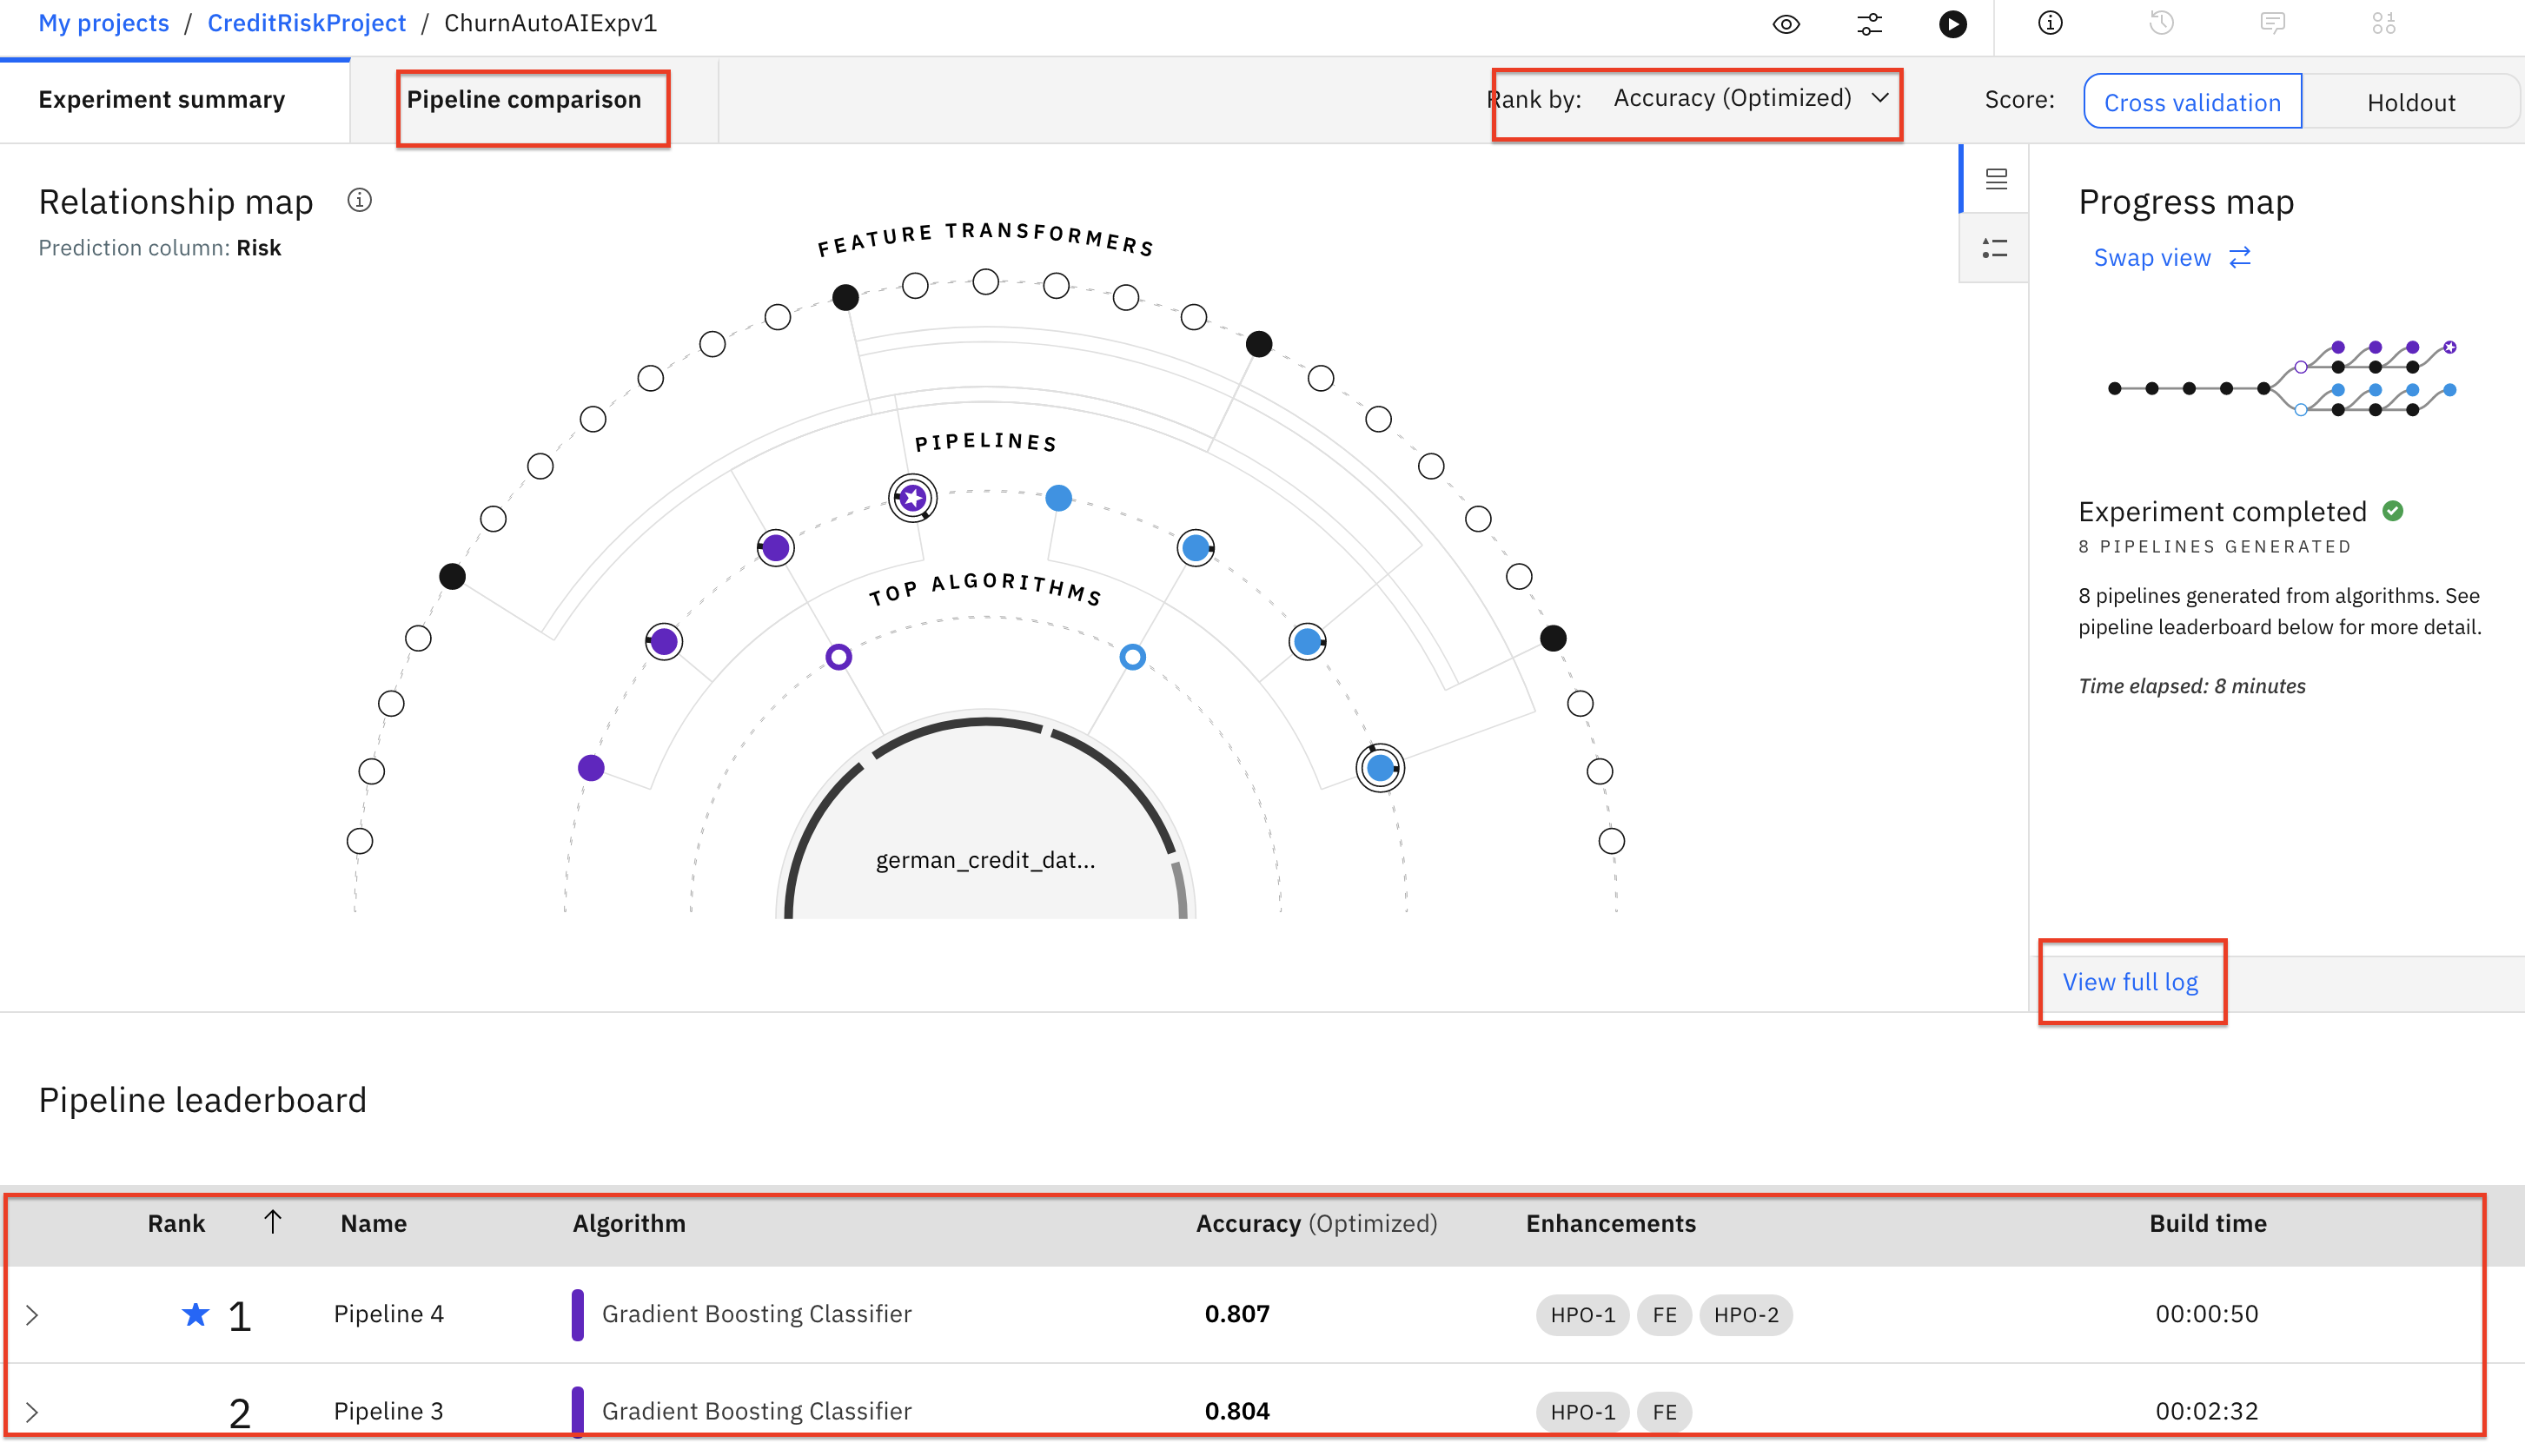 My projects / CreditRiskProject / ChurnAutoAIExpv1
Experiment summary
Pipeline comparison
Rank by: Accuracy (Optimized)
Score: Cross validation Holdout
Relationship map
Prediction column: Risk
FEATURE TRANSFORMERS
PIPELINES
TOP ALGORITHMS
german_credit_dat...
Progress map
Swap view
Experiment completed
8 PIPELINES GENERATED
8 pipelines generated from algorithms. See
pipeline leaderboard below for more detail.
Time elapsed: 8 minutes
View full log
Pipeline leaderboard
Rank Name Algorithm Accuracy (Optimized) Enhancements Build time
1 Pipeline 4 Gradient Boosting Classifier 0.807 HPO-1 FE HPO-2 00:00:50
2 Pipeline 3 Gradient Boosting Classifier 0.804 HPO-1 FE 00:02:32